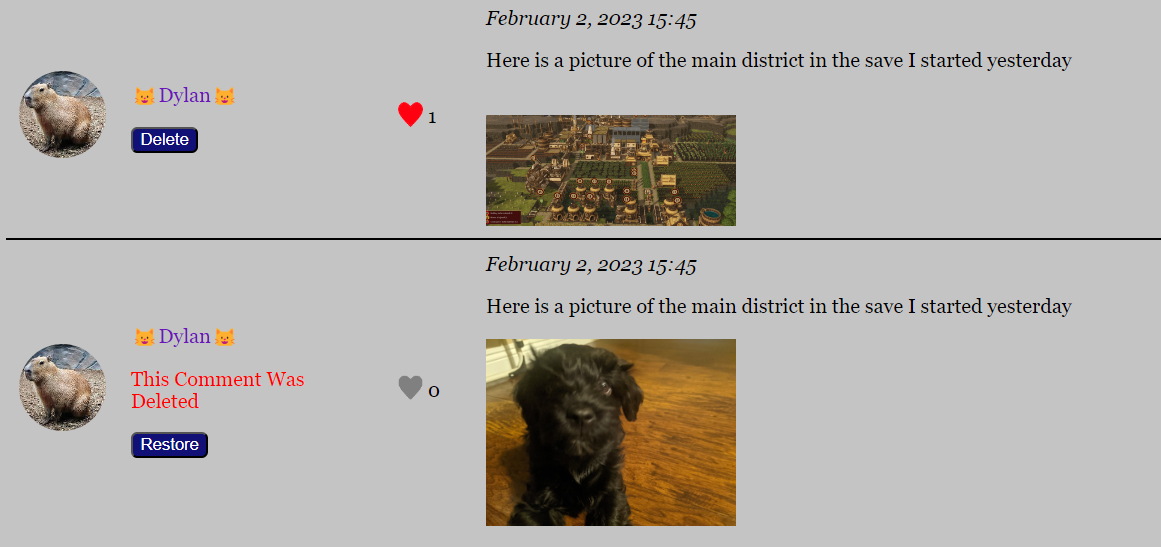 February 2, 2023 15:45
Here is a picture of the main district in the save I started yesterday
😼Dylan😼
Delete
1
February 2, 2023 15:45
Here is a picture of the main district in the save I started yesterday
😼Dylan😼
This Comment Was
Deleted
Restore
0